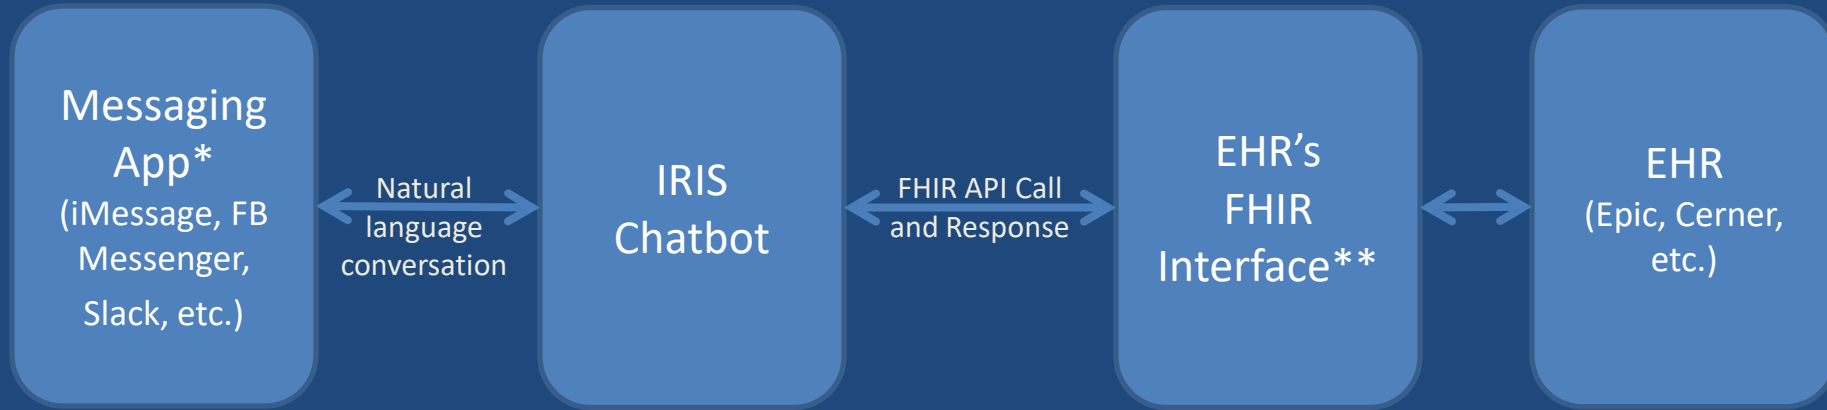 Messaging
App*
(iMessage, FB
Messenger,
Slack, etc.)
Natural
language
conversation
IRIS
Chatbot
FHIR API Call
and Response
EHR’s
FHIR
Interface**
EHR
(Epic, Cerner,
etc.)